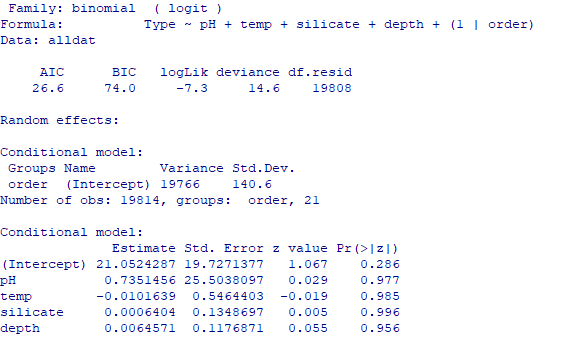 Family: binomial  ( logit )
Formula:          Type ~ pH + temp + silicate + depth + (1 | order)
Data: alldat
     AIC      BIC   logLik deviance df.resid
    26.6     74.0     -7.3     14.6    19808
Random effects:
Conditional model:
 Groups Name        Variance Std.Dev.
 order  (Intercept) 19766    140.6
Number of obs: 19814, groups:  order, 21
Conditional model:
              Estimate Std. Error z value Pr(>|z|)
(Intercept) 21.0524287 19.7271377   1.067    0.286
pH           0.7351456 25.5038097   0.029    0.977
temp        -0.0101639  0.5464403  -0.019    0.985
silicate     0.0006404  0.1348697   0.005    0.996
depth        0.0064571  0.1176871   0.055    0.956